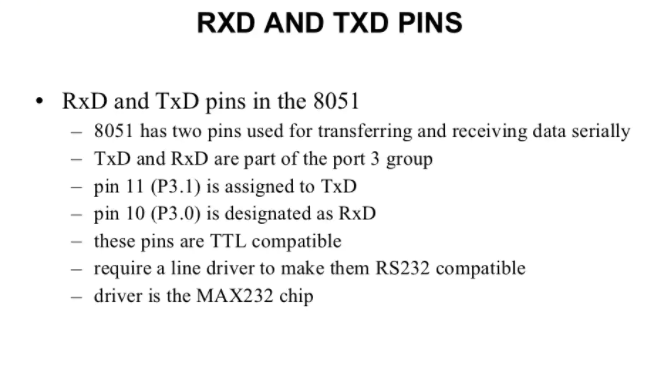 RXD AND TXD PINS
• RxD and TxD pins in the 8051
– 8051 has two pins used for transferring and receiving data serially
– TxD and RxD are part of the port 3 group
– pin 11 (P3.1) is assigned to TxD
– pin 10 (P3.0) is designated as RxD
– these pins are TTL compatible
– require a line driver to make them RS232 compatible
– driver is the MAX232 chip